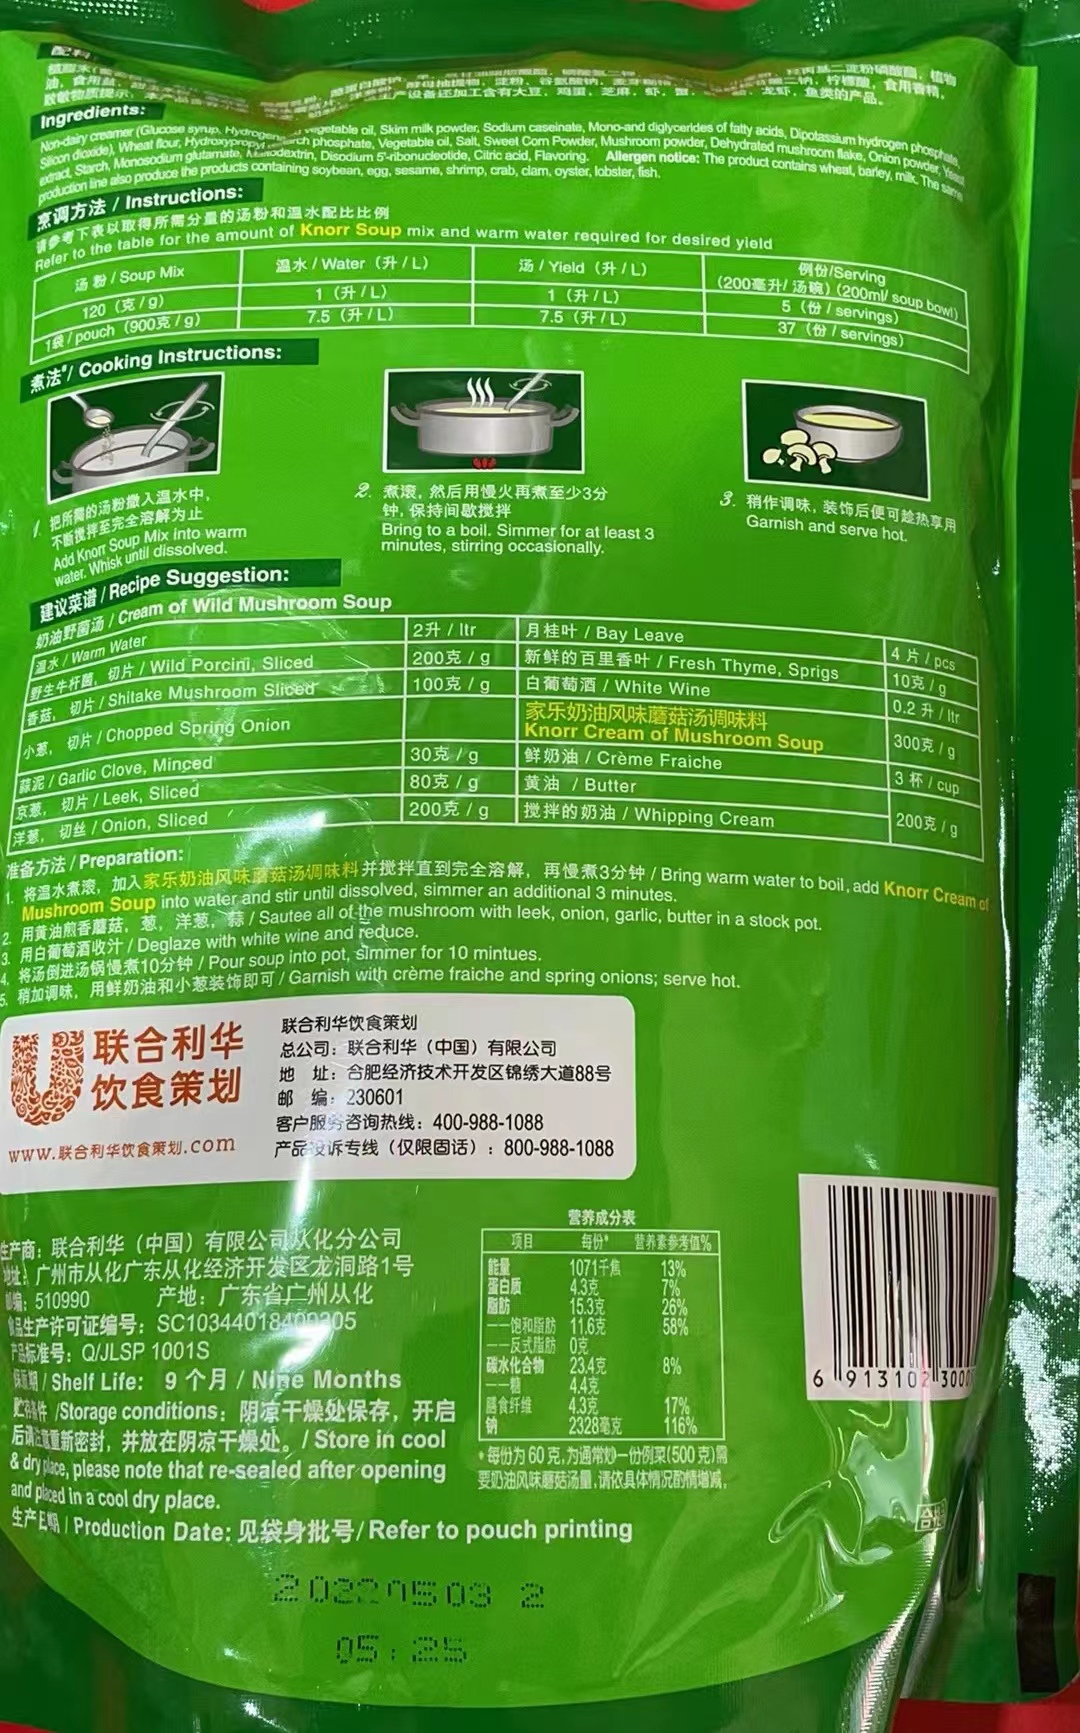 配料
Ingredients:
Non-dairy creamer (Glucose syrup, Hydrogen vegetable oil, Skim milk powder, Sodium caseinate, Mono-and diglycerides of fatty acids, Dipotassium hydrogen phosphate,
Silicon dioxide), Wheat flour, Hydroxypropyl phosphate, Vegetable oil, Salt, Sweet Corn Powder, Mushroom powder, Dehydrated mushroom flake, Onion powder, Yeast
extract, Starch, Monosodium glutamate, Disodium 5'-ribonucleotide, Citric acid, Flavoring. Allergen notice: The product contains wheat, barley, milk. The same
production line also produce the products containing soybean, egg, sesame, shrimp, crab, clam, oyster, lobster, fish.
烹调方法 / Instructions:
请参考下表以取得所需分量的汤粉和温水配比比例
Refer to the table for the amount of Knorr Soup mix and warm water required for desired yield
汤粉 / Soup Mix 温水 / Water (升 / L) 汤 / Yield (升 / L) 例份/Serving
(200毫升/ 汤碗) (200ml/ soup bowl)
120 (克 / g) 1 (升 / L) 1 (升 / L) 5 (份 / servings)
1袋 / pouch (900克 / g) 7.5 (升 / L) 7.5 (升 / L) 37 (份 / servings)
煮法 / Cooking Instructions:
1. 把所需的汤粉撒入温水中,
不断搅拌至完全溶解为止
Add Knorr Soup Mix into warm
water. Whisk until dissolved.
2. 煮滚, 然后用慢火再煮至少3分
钟, 保持间歇搅拌
Bring to a boil. Simmer for at least 3
minutes, stirring occasionally.
3. 稍作调味, 装饰后便可趁热享用
Garnish and serve hot.
建议菜谱 / Recipe Suggestion:
奶油野菌汤 / Cream of Wild Mushroom Soup
温水 / Warm Water 2升 / ltr 月桂叶 / Bay Leave 4 片 / pcs
野生牛杆菌, 切片 / Wild Porcini, Sliced 200克 / g 新鲜的百里香叶 / Fresh Thyme, Sprigs 10克 / g
香菇, 切片 / Shitake Mushroom Sliced 100克 / g 白葡萄酒 / White Wine 0.2 升 / ltr
小葱, 切片 / Chopped Spring Onion 家乐奶油风味蘑菇汤调味料
Knorr Cream of Mushroom Soup 300克 / g
蒜泥 / Garlic Clove, Minced 30克 / g 鲜奶油 / Crème Fraiche 3 杯 / cup
京葱, 切片 / Leek, Sliced 80克 / g 黄油 / Butter
洋葱, 切丝 / Onion, Sliced 200克 / g 搅拌的奶油 / Whipping Cream 200克 / g
准备方法 / Preparation:
1. 将温水煮滚, 加入家乐奶油风味蘑菇汤调味料并搅拌直到完全溶解, 再慢煮3分钟 / Bring warm water to boil, add Knorr Cream of
Mushroom Soup into water and stir until dissolved, simmer an additional 3 minutes.
2. 用黄油煎香蘑菇, 葱, 洋葱, 蒜 / Sautee all of the mushroom with leek, onion, garlic, butter in a stock pot.
3. 用白葡萄酒收汁 / Deglaze with white wine and reduce.
4. 将汤倒进汤锅慢煮10分钟 / Pour soup into pot, simmer for 10 mintues.
5. 稍加调味, 用鲜奶油和小葱装饰即可 / Garnish with crème fraiche and spring onions; serve hot.
联合利华
饮食策划
www.联合利华饮食策划.com
联合利华饮食策划
总公司: 联合利华 (中国) 有限公司
地 址: 合肥经济技术开发区锦绣大道88号
邮 编: 230601
客户服务咨询热线: 400-988-1088
产品投诉专线 (仅限固话) : 800-988-1088
生产商: 联合利华 (中国) 有限公司从化分公司
地址: 广州市从化广东从化经济开发区龙洞路1号
邮编: 510990 产地: 广东省广州从化
食品生产许可证编号: SC10344018400305
产品标准号: Q/JLSP 1001S
保质期 / Shelf Life: 9 个月 / Nine Months
贮存条件 /Storage conditions: 阴凉干燥处保存, 开启
后请注意重新密封, 并放在阴凉干燥处。/ Store in cool
& dry place, please note that re-sealed after opening
and placed in a cool dry place.
生产日期 / Production Date: 见袋身批号/ Refer to pouch printing
营养成分表
项目 每份* 营养素参考值%
能量 1071千焦 13%
蛋白质 4.3克 7%
脂肪 15.3克 26%
——饱和脂肪 11.6克 58%
——反式脂肪 0克
碳水化合物 23.4克 8%
——糖 4.4克
膳食纤维 4.3克 17%
钠 2328毫克 116%
*每份为 60 克, 为通常炒一份例菜(500 克)需
要奶油风味蘑菇汤量, 请依具体情况酌情增减。
6 913102 3000
20220503 2
05:25